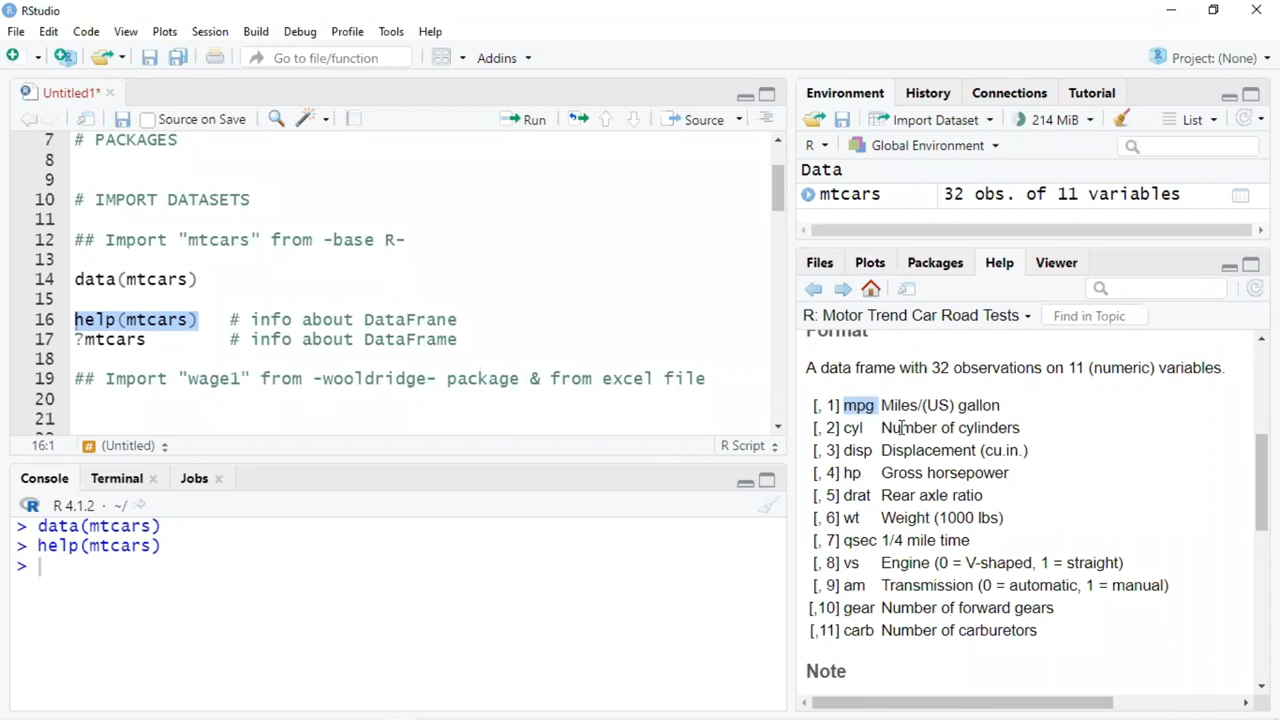 RStudio
File Edit Code View Plots Session Build Debug Profile Tools Help
Go to file/function Addins Project: (None)
Untitled1*
Source on Save Run Source
7 # PACKAGES
8
9
10 # IMPORT DATASETS
11
12 ## Import "mtcars" from -base R-
13
14 data(mtcars)
15
16 help(mtcars) # info about DataFrane
17 ?mtcars # info about DataFrame
18
19 ## Import "wage1" from -wooldridge- package & from excel file
20
21
16:1 # (Untitled) R Script
Console Terminal Jobs
R 4.1.2 · ~/
> data(mtcars)
> help(mtcars)
>
Environment History Connections Tutorial
Import Dataset 214 MiB List
R Global Environment
Data
mtcars 32 obs. of 11 variables
Files Plots Packages Help Viewer
R: Motor Trend Car Road Tests Find in Topic
Format
A data frame with 32 observations on 11 (numeric) variables.
[, 1] mpg Miles/(US) gallon
[, 2] cyl Number of cylinders
[, 3] disp Displacement (cu.in.)
[, 4] hp Gross horsepower
[, 5] drat Rear axle ratio
[, 6] wt Weight (1000 lbs)
[, 7] qsec 1/4 mile time
[, 8] vs Engine (0 = V-shaped, 1 = straight)
[, 9] am Transmission (0 = automatic, 1 = manual)
[,10] gear Number of forward gears
[,11] carb Number of carburetors
Note